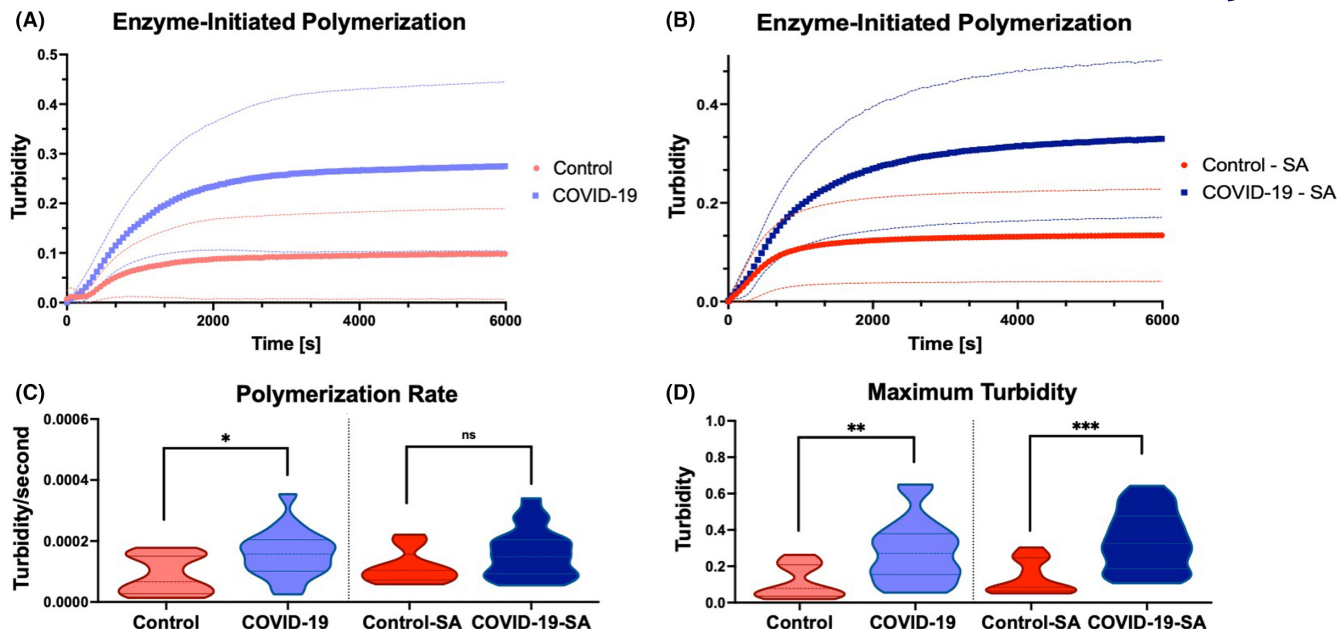 (A)
Enzyme-Initiated Polymerization
0.5
0.4
0.3
0.2
0.1
0.0
Turbidity
0
2000
4000
6000
Time [s]
Control
COVID-19
(B)
Enzyme-Initiated Polymerization
0.4
0.2
0.0
Turbidity
0
2000
4000
6000
Time [s]
Control - SA
COVID-19 - SA
(C)
Polymerization Rate
0.0006
0.0004
0.0002
0.0000
Turbidity/second
*
ns
Control
COVID-19
Control-SA
COVID-19-SA
(D)
Maximum Turbidity
1.0
0.8
0.6
0.4
0.2
0.0
Turbidity
**
***
Control
COVID-19
Control-SA
COVID-19-SA